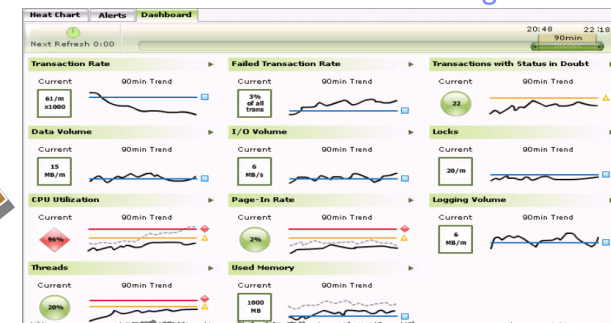 Heat Chart Alerts Dashboard
20:48 22:18
90min
Next Refresh 0:00
Transaction Rate
Current 90min Trend
61/m
x1000
Failed Transaction Rate
Current 90min Trend
3%
of all
trans
Transactions with Status in Doubt
Current 90min Trend
22
Data Volume
Current 90min Trend
15
MB/m
I/O Volume
Current 90min Trend
6
MB/s
Locks
Current 90min Trend
20/m
CPU Utilization
Current 90min Trend
96%
Page-In Rate
Current 90min Trend
2%
Logging Volume
Current 90min Trend
6
MB/m
Threads
Current 90min Trend
20%
Used Memory
Current 90min Trend
1000
MB